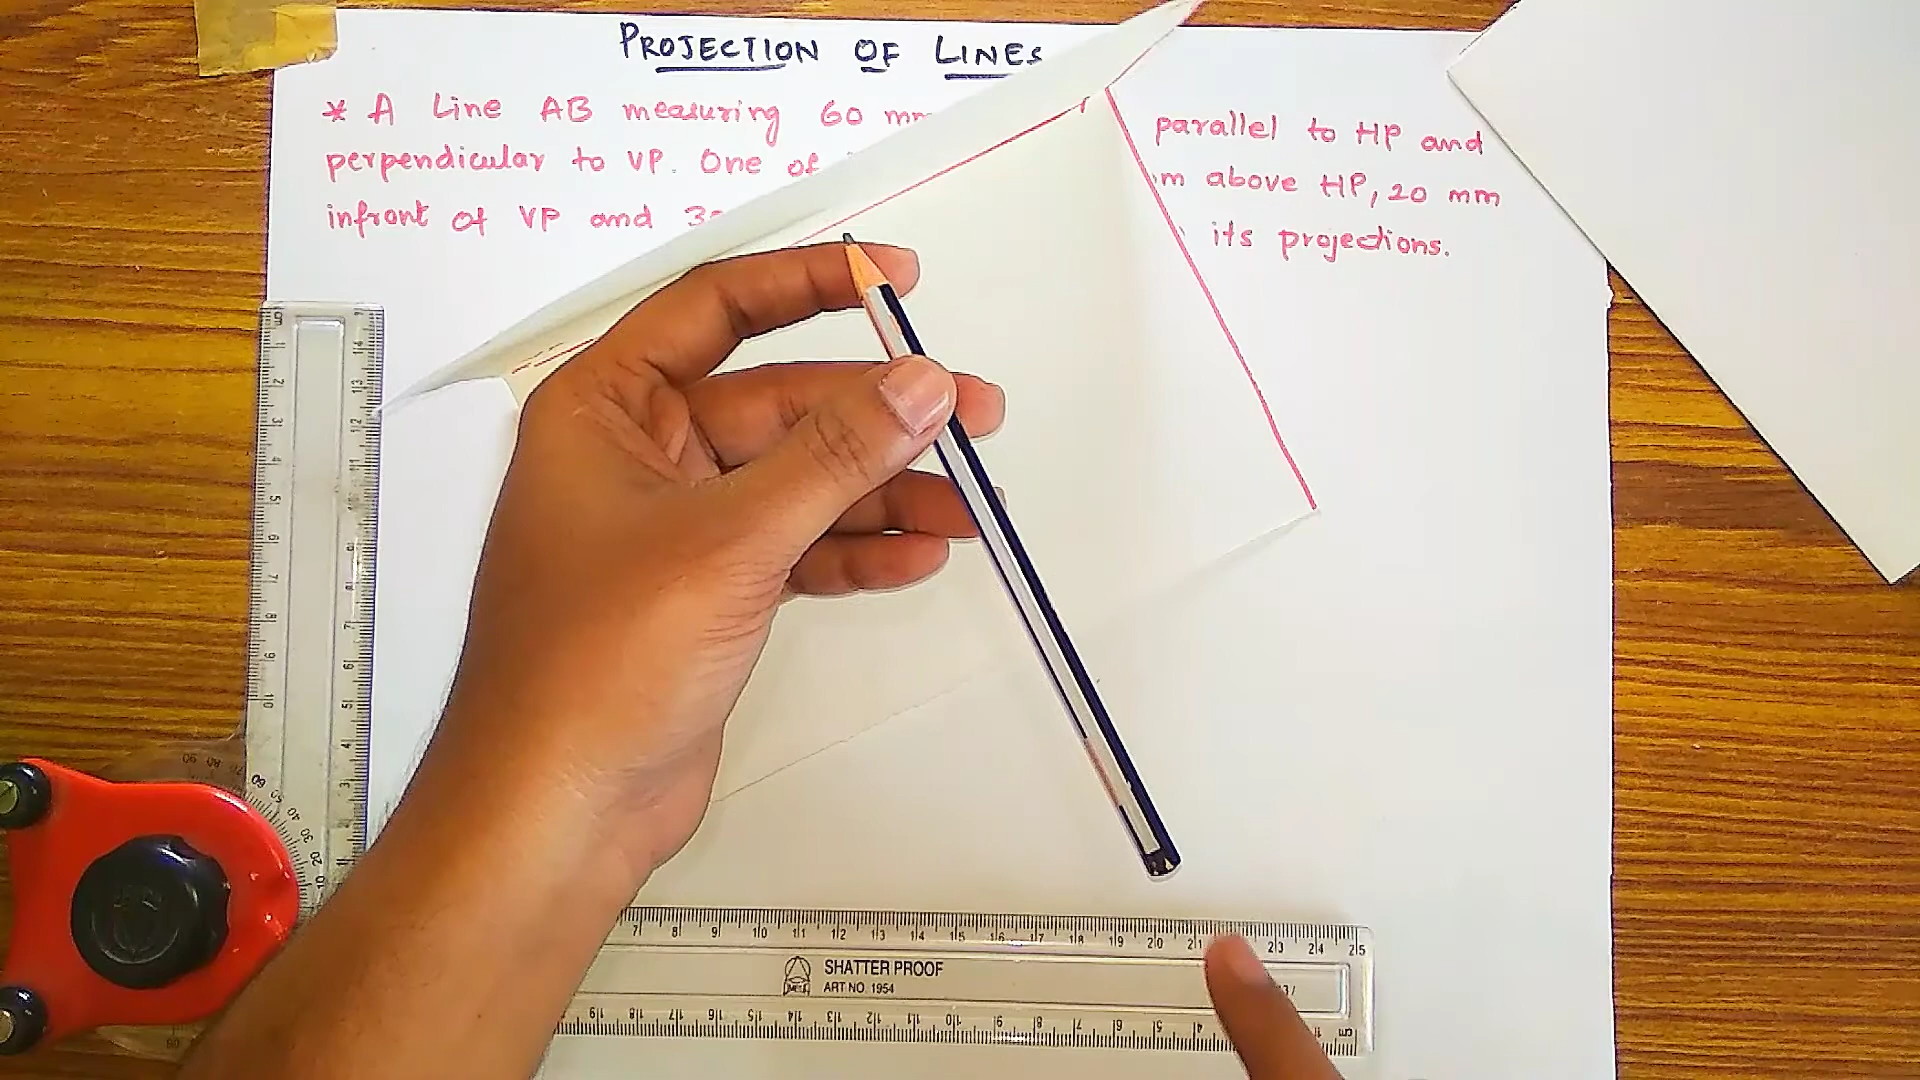 PROJECTION OF LINES
* A Line AB measuring 60 mm parallel to HP and
perpendicular to VP. One of m above HP, 20 mm
infront of VP and 30 its projections.
SHATTER PROOF
ART NO. 1954